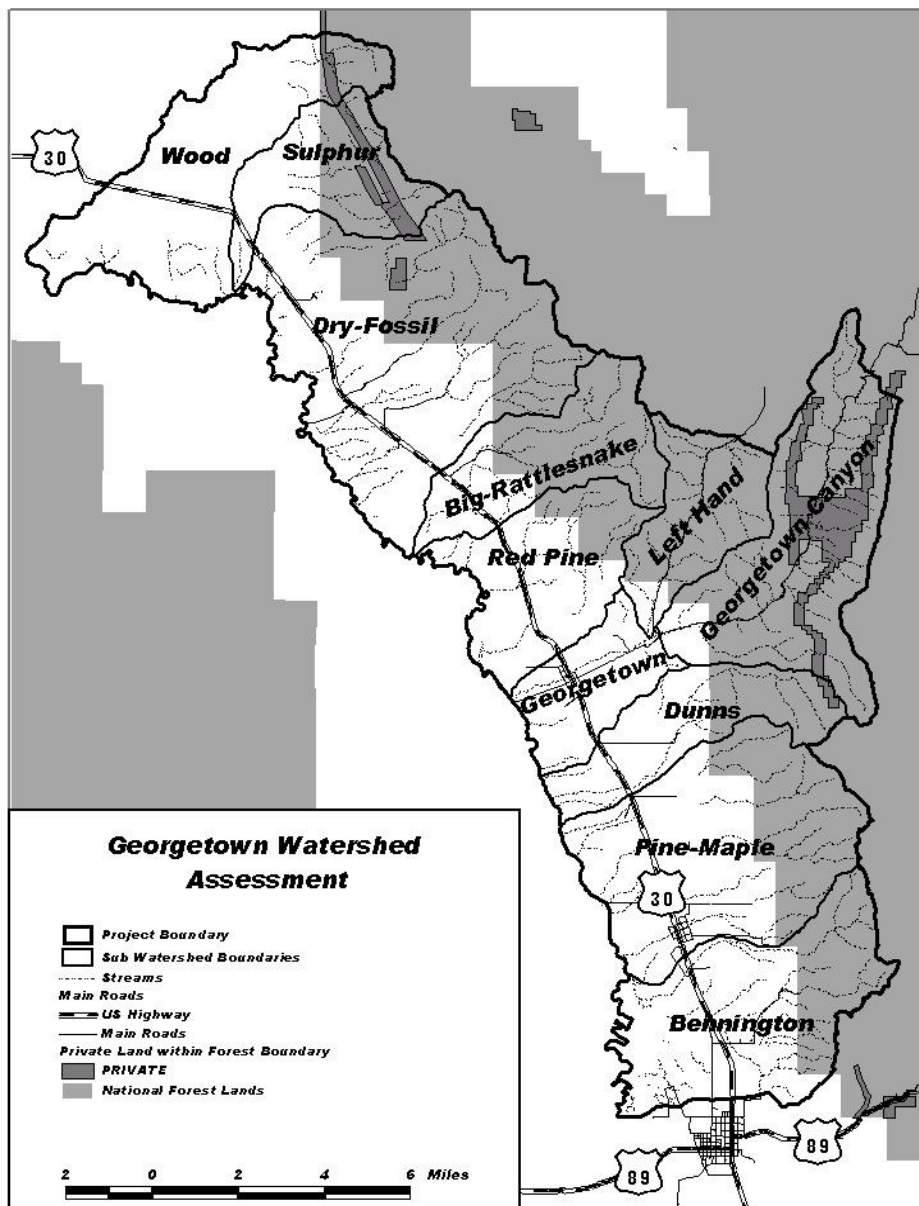 30
Wood
Sulphur
Dry-Fossil
Big-Rattlesnake
Left Hand
Georgetown Canyon
Red Pine
Georgetown
Dunns
Pine-Maple
30
Bennington
89
89
Georgetown Watershed
Assessment
Project Boundary
Sub Watershed Boundaries
Streams
Main Roads
US Highway
Main Roads
Private Land within Forest Boundary
PRIVATE
National Forest Lands
2 0 2 4 6 Miles